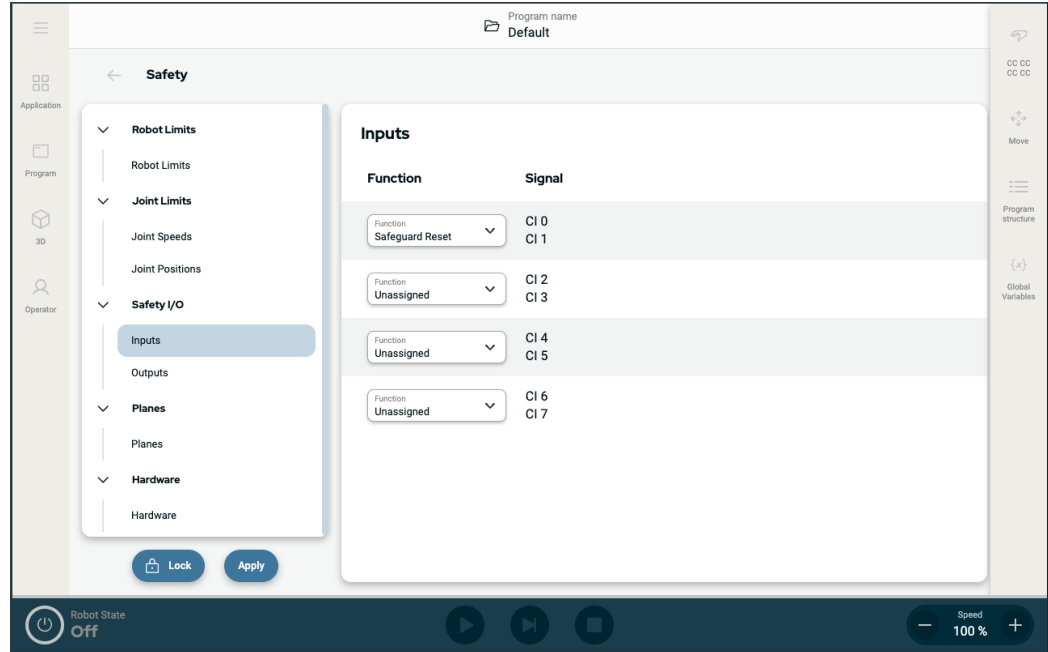 Program name
Default
Application
Program
3D
Operator
Safety
Robot Limits
Robot Limits
Joint Limits
Joint Speeds
Joint Positions
Safety I/O
Inputs
Outputs
Planes
Planes
Hardware
Hardware
Lock
Apply
Inputs
Function
Signal
Function
Safeguard Reset
CI 0
CI 1
Function
Unassigned
CI 2
CI 3
Function
Unassigned
CI 4
CI 5
Function
Unassigned
CI 6
CI 7
CC CC
CC CC
Move
Program
structure
{x}
Global
Variables
Robot State
Off
Speed
100 %